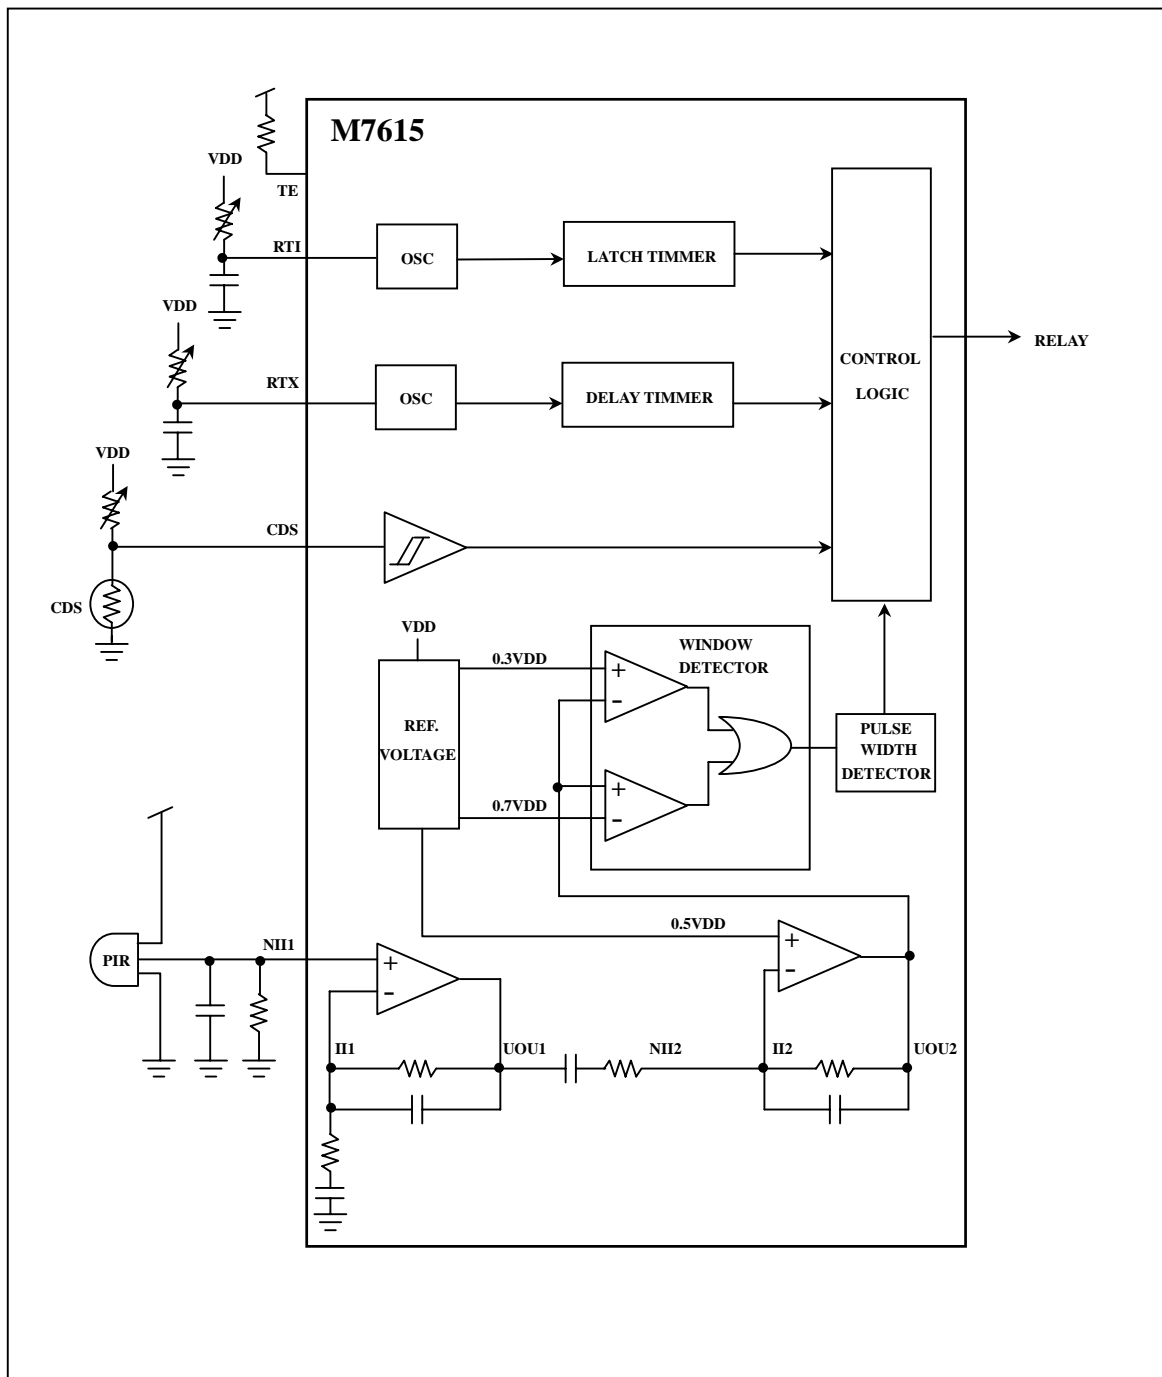 M7615
VDD
TE
RTI
OSC
LATCH TIMMER
VDD
RELAY
CONTROL
LOGIC
RTX
OSC
DELAY TIMMER
VDD
CDS
CDS
VDD
0.3VDD
WINDOW
DETECTOR
+
-
REF.
VOLTAGE
PULSE
WIDTH
DETECTOR
+
0.7VDD
-
0.5VDD
+
-
PIR
NII1
+
-
II1
UOU1
NII2
II2
UOU2